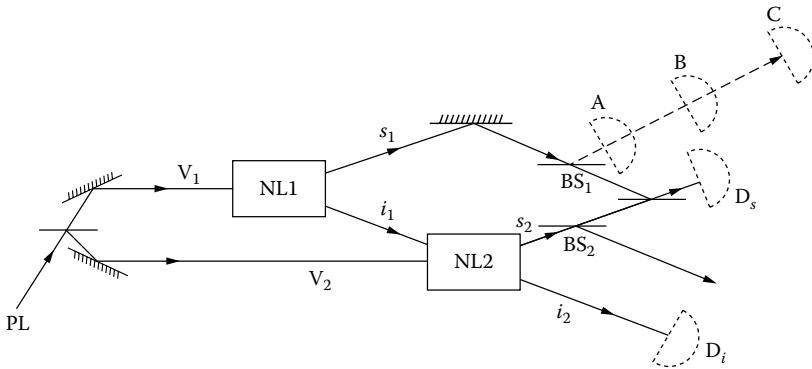 C
B
A
s₁
V₁
NL1
BS₁
Dₛ
i₁
s₂
BS₂
NL2
V₂
PL
i₂
Dᵢ